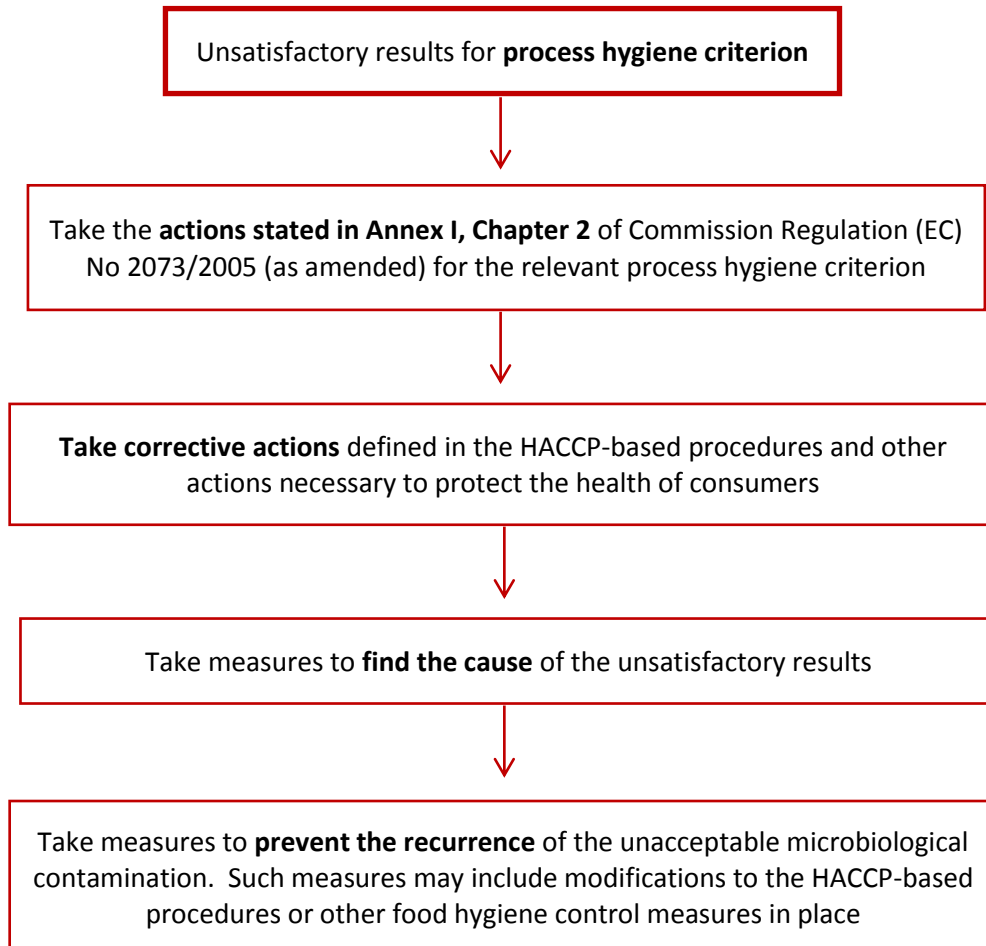 Unsatisfactory results for process hygiene criterion
Take the actions stated in Annex I, Chapter 2 of Commission Regulation (EC)
No 2073/2005 (as amended) for the relevant process hygiene criterion
Take corrective actions defined in the HACCP-based procedures and other
actions necessary to protect the health of consumers
Take measures to find the cause of the unsatisfactory results
Take measures to prevent the recurrence of the unacceptable microbiological
contamination.  Such measures may include modifications to the HACCP-based
procedures or other food hygiene control measures in place